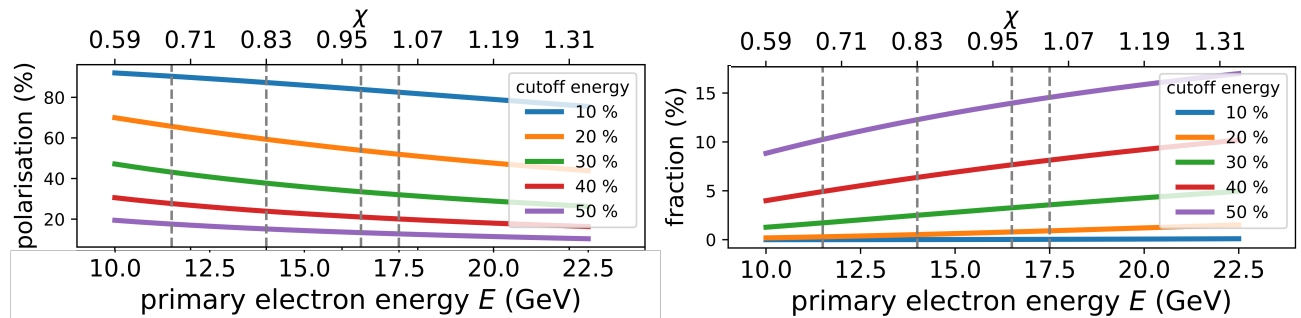 χ
0.59 0.71 0.83 0.95 1.07 1.19 1.31
polarisation (%)
80
60
40
20
cutoff energy
10 %
20 %
30 %
40 %
50 %
10.0 12.5 15.0 17.5 20.0 22.5
primary electron energy E (GeV)
χ
0.59 0.71 0.83 0.95 1.07 1.19 1.31
fraction (%)
15
10
5
0
cutoff energy
10 %
20 %
30 %
40 %
50 %
10.0 12.5 15.0 17.5 20.0 22.5
primary electron energy E (GeV)